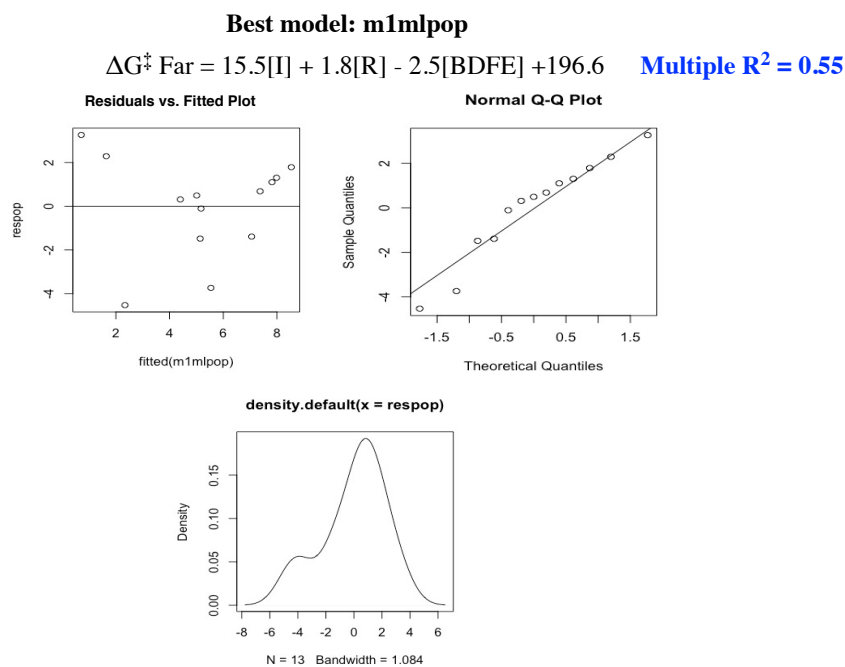 Best model: m1mlpop
ΔG‡ Far = 15.5[I] + 1.8[R] - 2.5[BDFE] +196.6 Multiple R² = 0.55
Residuals vs. Fitted Plot
2
0
-2
-4
respop
2 4 6 8
fitted(m1mlpop)
Normal Q-Q Plot
2
0
-2
-4
Sample Quantiles
-1.5 -0.5 0.5 1.5
Theoretical Quantiles
density.default(x = respop)
0.15
0.10
0.05
0.00
Density
-8 -6 -4 -2 0 2 4 6
N = 13 Bandwidth = 1.084